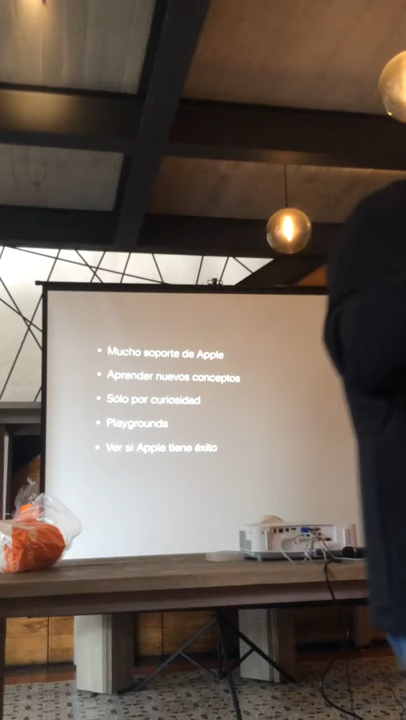 Mucho soporte de Apple
Aprender nuevos conceptos
Sólo por curiosidad
Playgrounds
Ver si Apple tiene éxito